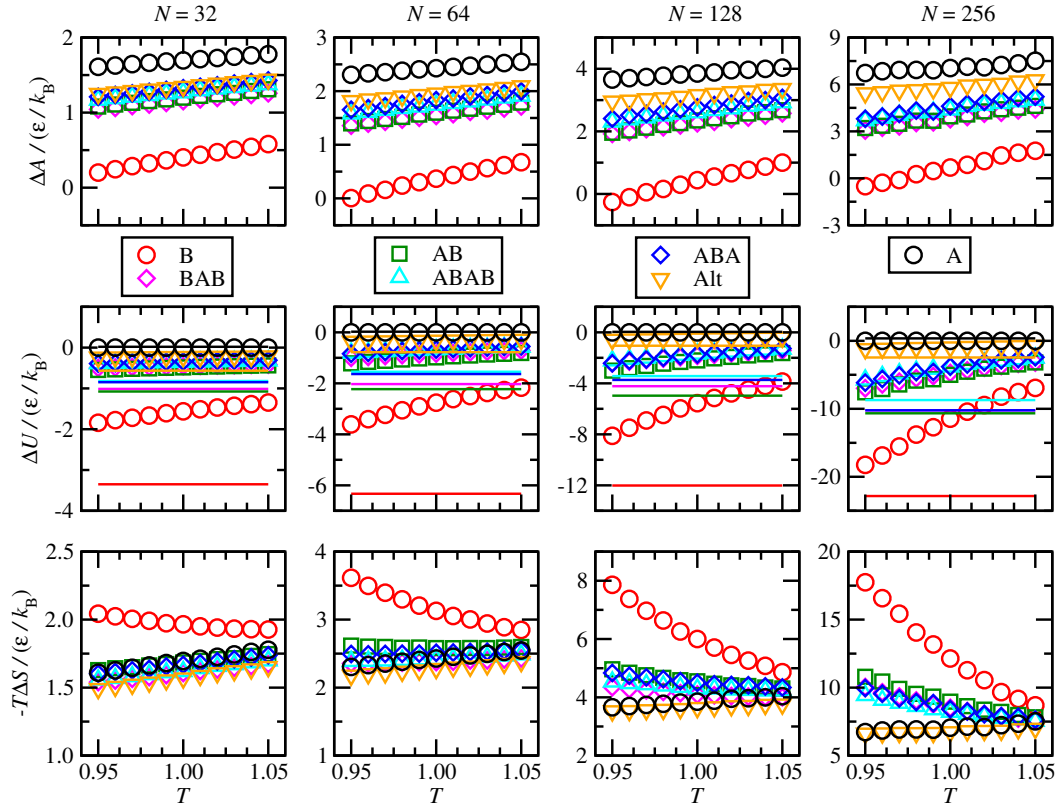 N = 32 N = 64 N = 128 N = 256
ΔA / (ε / k_B)
2 1 0
3 2 1 0
4 2 0
9 6 3 0 -3
B BAB
AB ABAB
ABA Alt
A
ΔU / (ε / k_B)
0 -2 -4
0 -2 -4 -6
0 -4 -8 -12
0 -10 -20
-TΔS / (ε / k_B)
2.5 2.0 1.5 1.0
4 3 2 1
8 6 4 2
20 15 10 5
0.95 1.00 1.05 0.95 1.00 1.05 0.95 1.00 1.05 0.95 1.00 1.05
T T T T